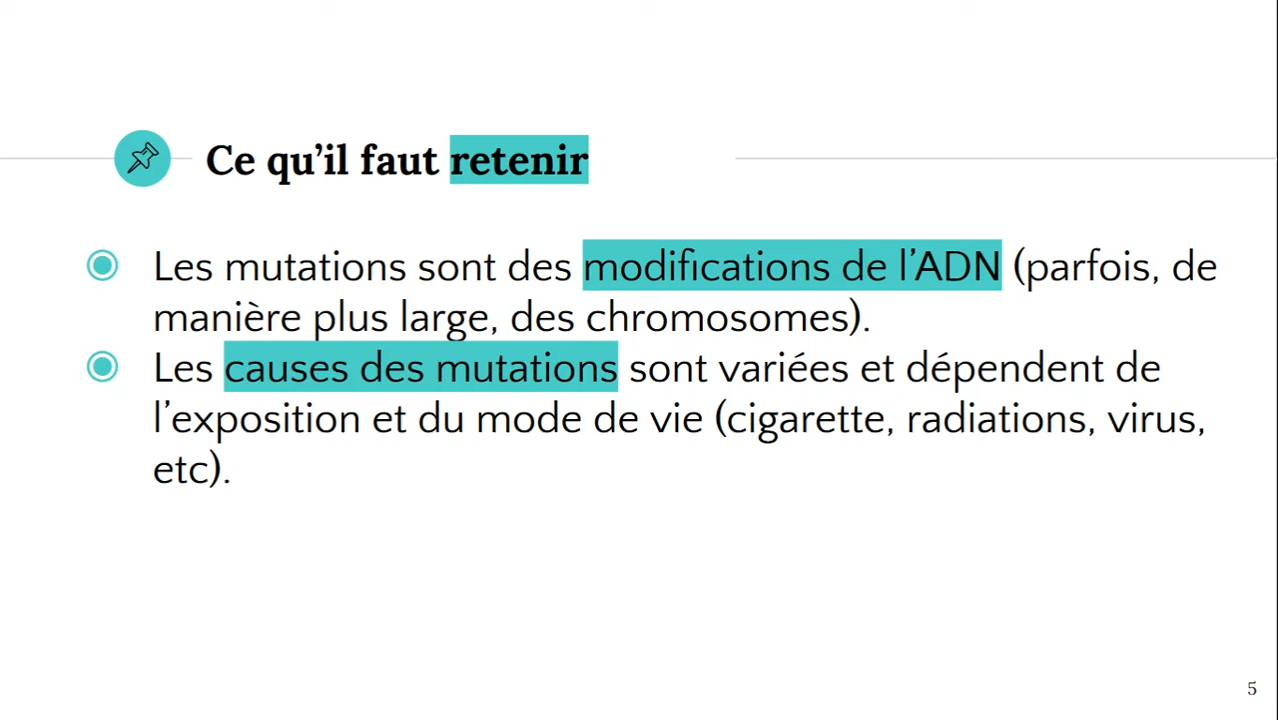 Ce qu’il faut retenir
Les mutations sont des modifications de l’ADN (parfois, de
manière plus large, des chromosomes).
Les causes des mutations sont variées et dépendent de
l’exposition et du mode de vie (cigarette, radiations, virus,
etc).
5